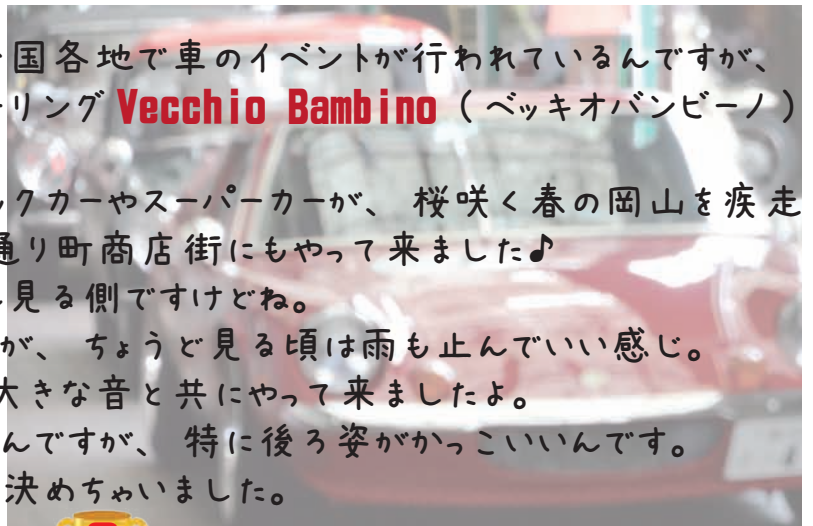 国各地で車のイベントが行われているんですが、
リング Vecchio Bambino (ベッキオバンビーノ)
クカーやスーパーカーが、 桜咲く春の岡山を疾走
通り町商店街にもやって来ました♪
見る側ですけどね。
が、 ちょうど見る頃は雨も止んでいい感じ。
大きな音と共にやって来ましたよ。
んですが、 特に後ろ姿がかっこいいんです。
決めちゃいました。